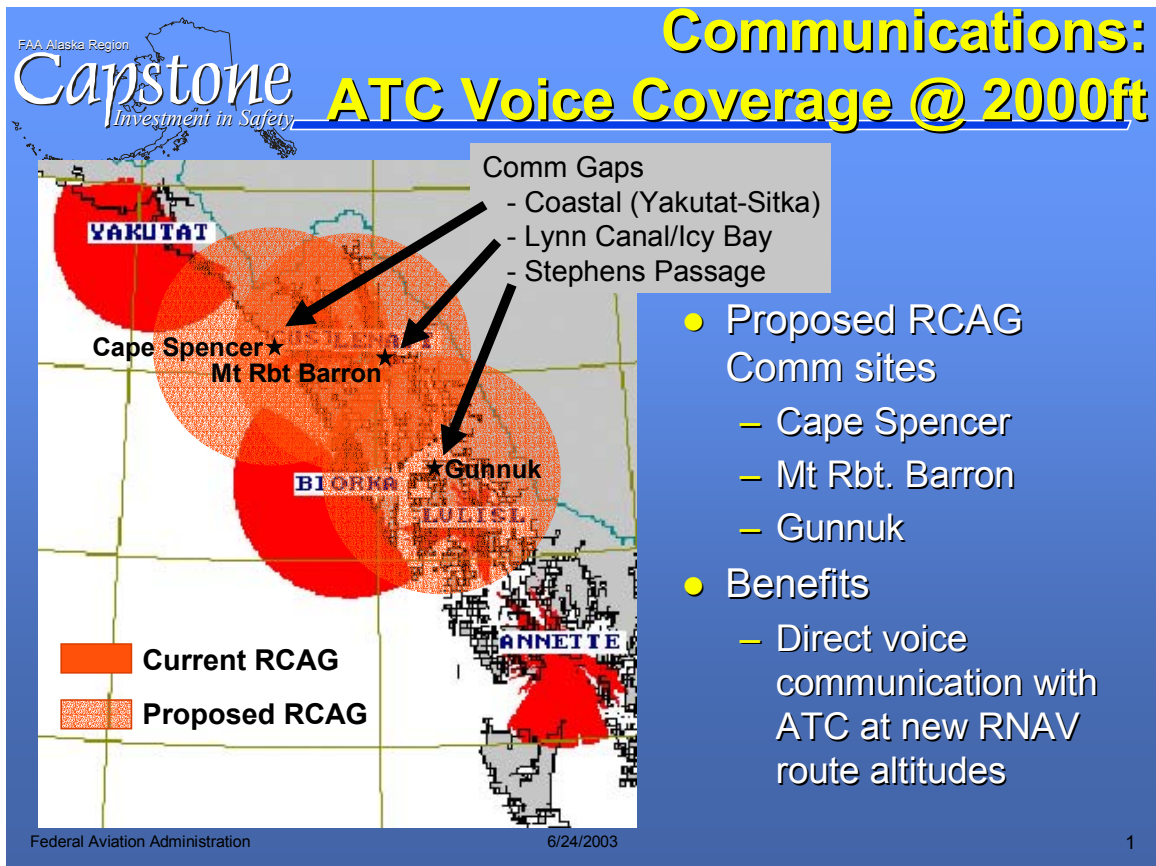 FAA Alaska Region
Capstone
Investment in Safety
Communications:
ATC Voice Coverage @ 2000ft
Comm Gaps
- Coastal (Yakutat-Sitka)
- Lynn Canal/Icy Bay
- Stephens Passage
YAKUTAT
Cape Spencer
Mt Rbt Barron
BIORKA
Gunnuk
ANNETTE
Current RCAG
Proposed RCAG
● Proposed RCAG
Comm sites
– Cape Spencer
– Mt Rbt. Barron
– Gunnuk
● Benefits
– Direct voice
communication with
ATC at new RNAV
route altitudes
Federal Aviation Administration
6/24/2003
1